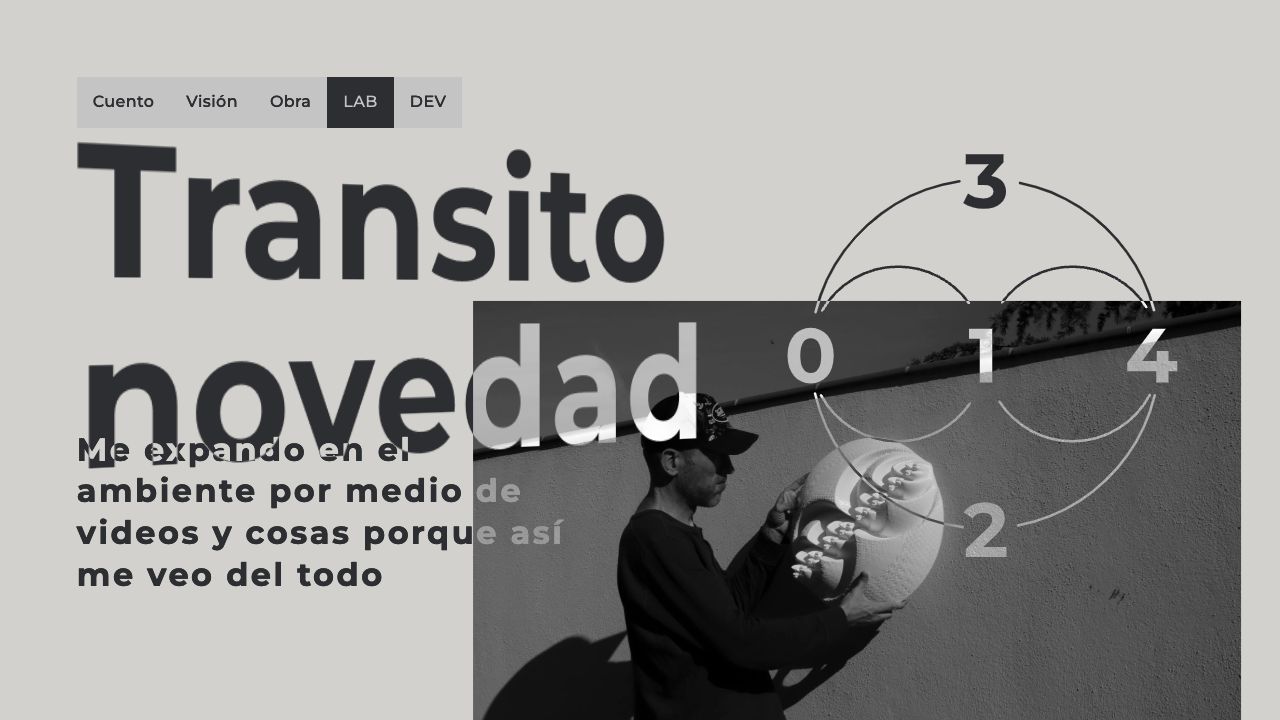 Cuento Visión Obra LAB DEV
Transito
novedad
Me expando en el
ambiente por medio de
videos y cosas porque así
me veo del todo
3
0 1 4
2